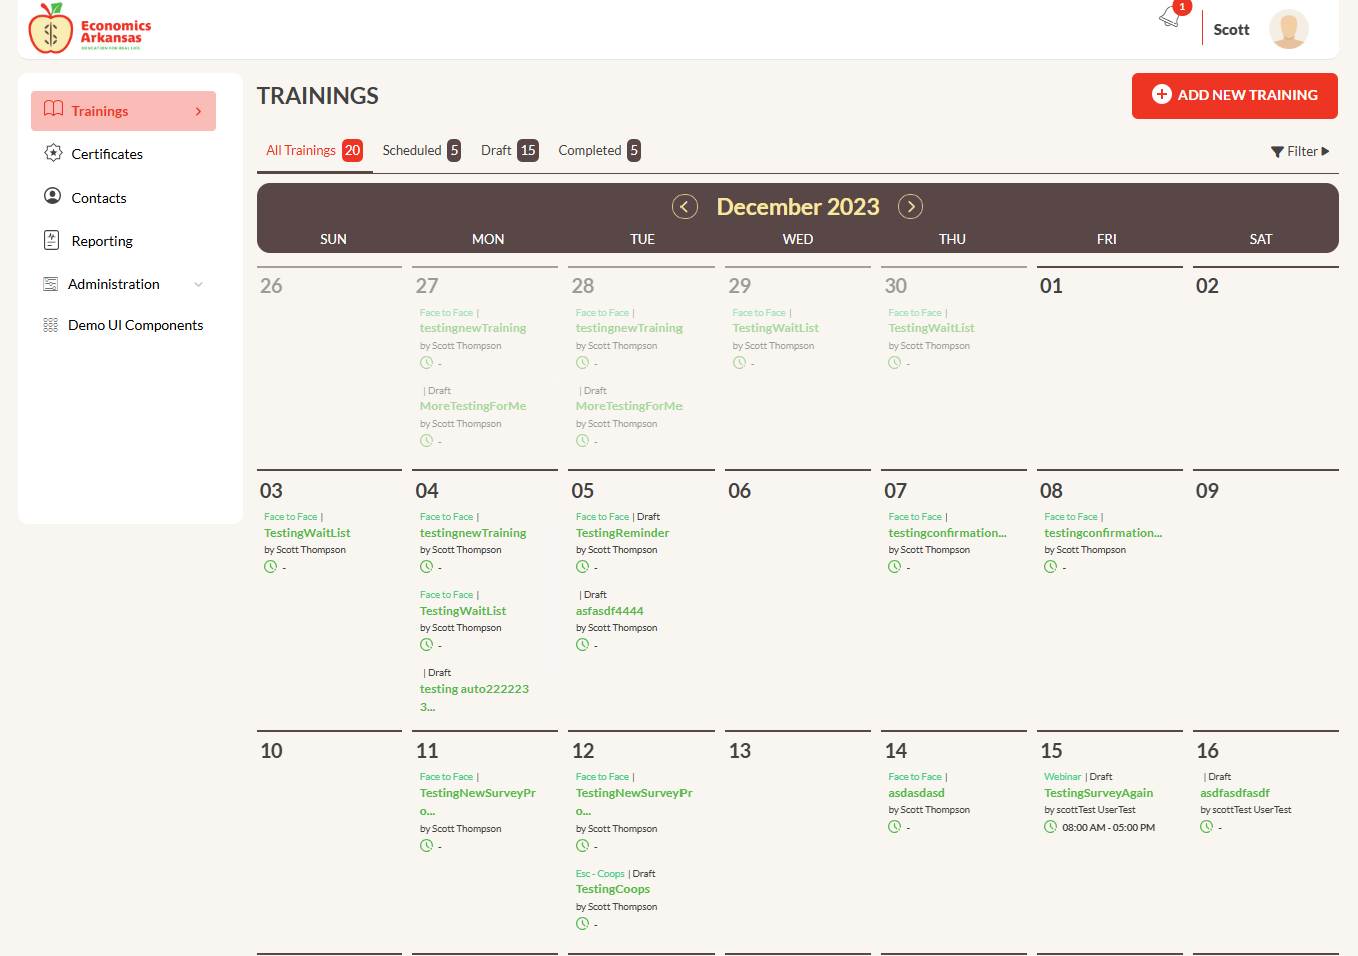 Economics
Arkansas
EDUCATION FOR REAL LIFE
1
Scott
Trainings
Certificates
Contacts
Reporting
Administration
Demo UI Components
TRAININGS
ADD NEW TRAINING
All Trainings 20 Scheduled 5 Draft 15 Completed 5
Filter
December 2023
SUN MON TUE WED THU FRI SAT
26
27
Face to Face |
testingnewTraining
by Scott Thompson
-
| Draft
MoreTestingForMe
by Scott Thompson
-
28
Face to Face |
testingnewTraining
by Scott Thompson
-
| Draft
MoreTestingForMe
by Scott Thompson
-
29
Face to Face |
TestingWaitList
by Scott Thompson
-
30
Face to Face |
TestingWaitList
by Scott Thompson
-
01
02
03
Face to Face |
TestingWaitList
by Scott Thompson
-
04
Face to Face |
testingnewTraining
by Scott Thompson
-
Face to Face |
TestingWaitList
by Scott Thompson
-
| Draft
testing auto222223
3...
05
Face to Face | Draft
TestingReminder
by Scott Thompson
-
| Draft
asfasdf4444
by Scott Thompson
-
06
07
Face to Face |
testingconfirmation...
by Scott Thompson
-
08
Face to Face |
testingconfirmation...
by Scott Thompson
-
09
10
11
Face to Face |
TestingNewSurveyPr
o...
by Scott Thompson
-
12
Face to Face |
TestingNewSurveyPr
o...
by Scott Thompson
-
Esc - Coops | Draft
TestingCoops
by Scott Thompson
-
13
14
Face to Face |
asdasdasd
by Scott Thompson
-
15
Webinar | Draft
TestingSurveyAgain
by scottTest UserTest
08:00 AM - 05:00 PM
16
| Draft
asdfasdfasdf
by scottTest UserTest
-